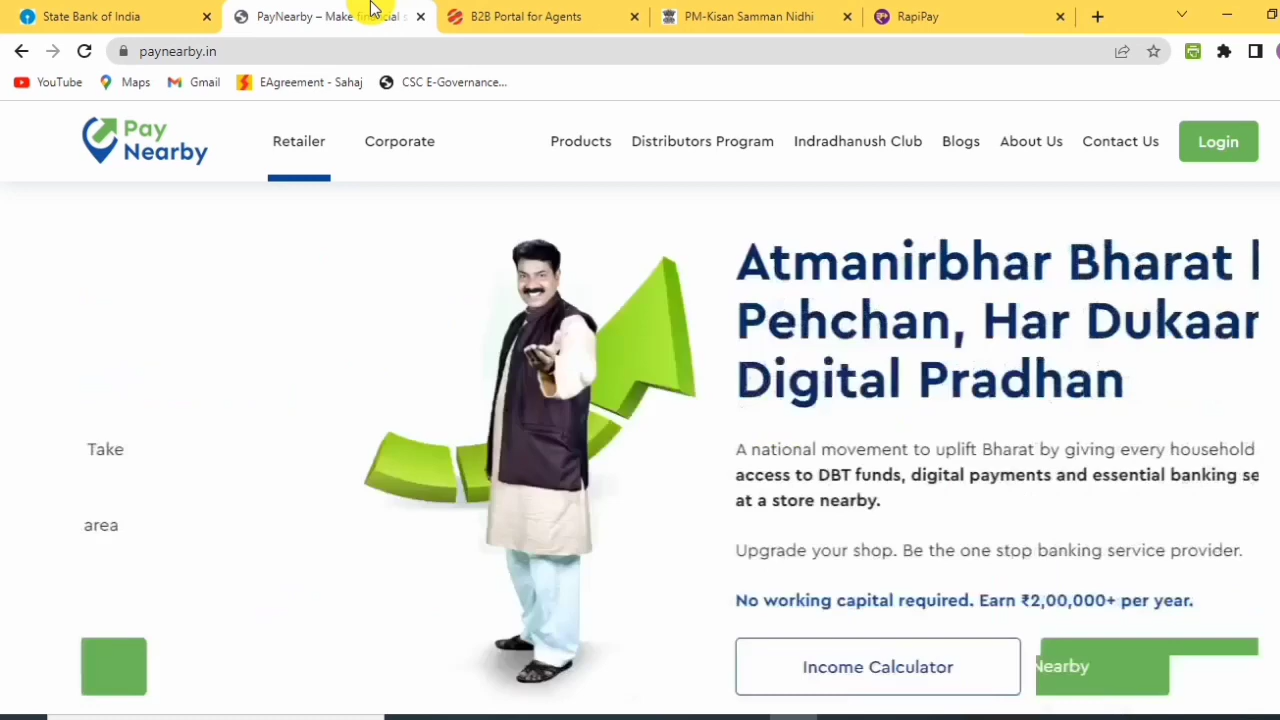 State Bank of India
PayNearby – Make financial s
B2B Portal for Agents
PM-Kisan Samman Nidhi
RapiPay
paynearby.in
YouTube
Maps
Gmail
EAgreement - Sahaj
CSC E-Governance...
Pay
Nearby
Retailer
Corporate
Products
Distributors Program
Indradhanush Club
Blogs
About Us
Contact Us
Login
Atmanirbhar Bharat
Pehchan, Har Dukaan
Digital Pradhan
Take
area
A national movement to uplift Bharat by giving every household
access to DBT funds, digital payments and essential banking se
at a store nearby.
Upgrade your shop. Be the one stop banking service provider.
No working capital required. Earn ₹2,00,000+ per year.
Income Calculator
Nearby